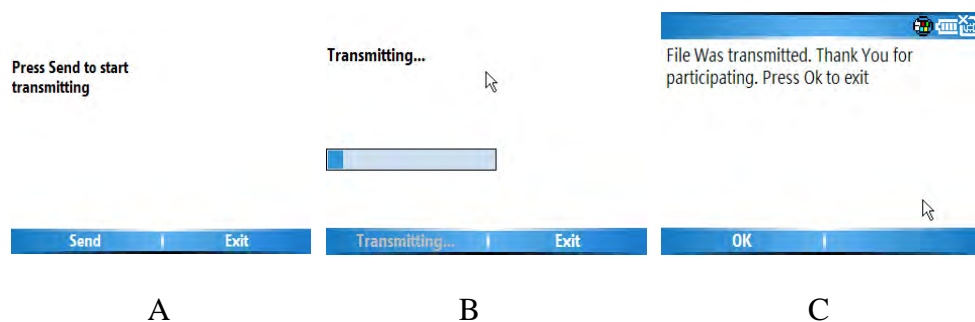 Press Send to start
transmitting
Send Exit
Transmitting...
Transmitting... Exit
File Was transmitted. Thank You for
participating. Press Ok to exit
OK
A B C